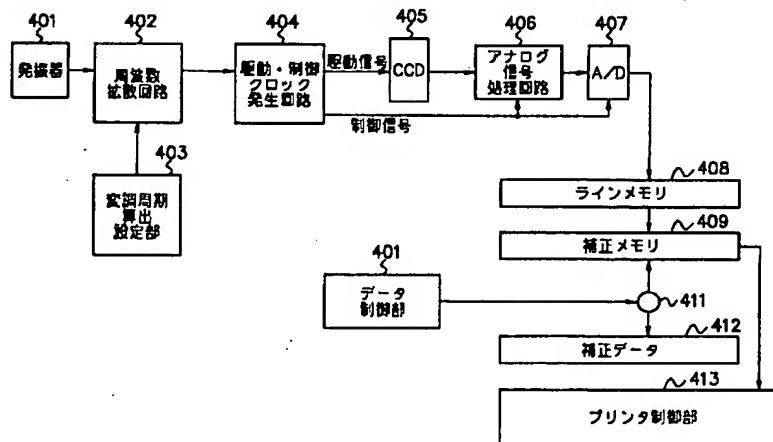 401
発振器
402
周波数
拡散回路
403
変調周期
算出
設定部
404
駆動・制御
クロック
発生回路
駆動信号
制御信号
405
CCD
406
アナログ
信号
処理回路
407
A/D
408
ラインメモリ
409
補正メモリ
401
データ
制御部
411
412
補正データ
413
プリンタ制御部